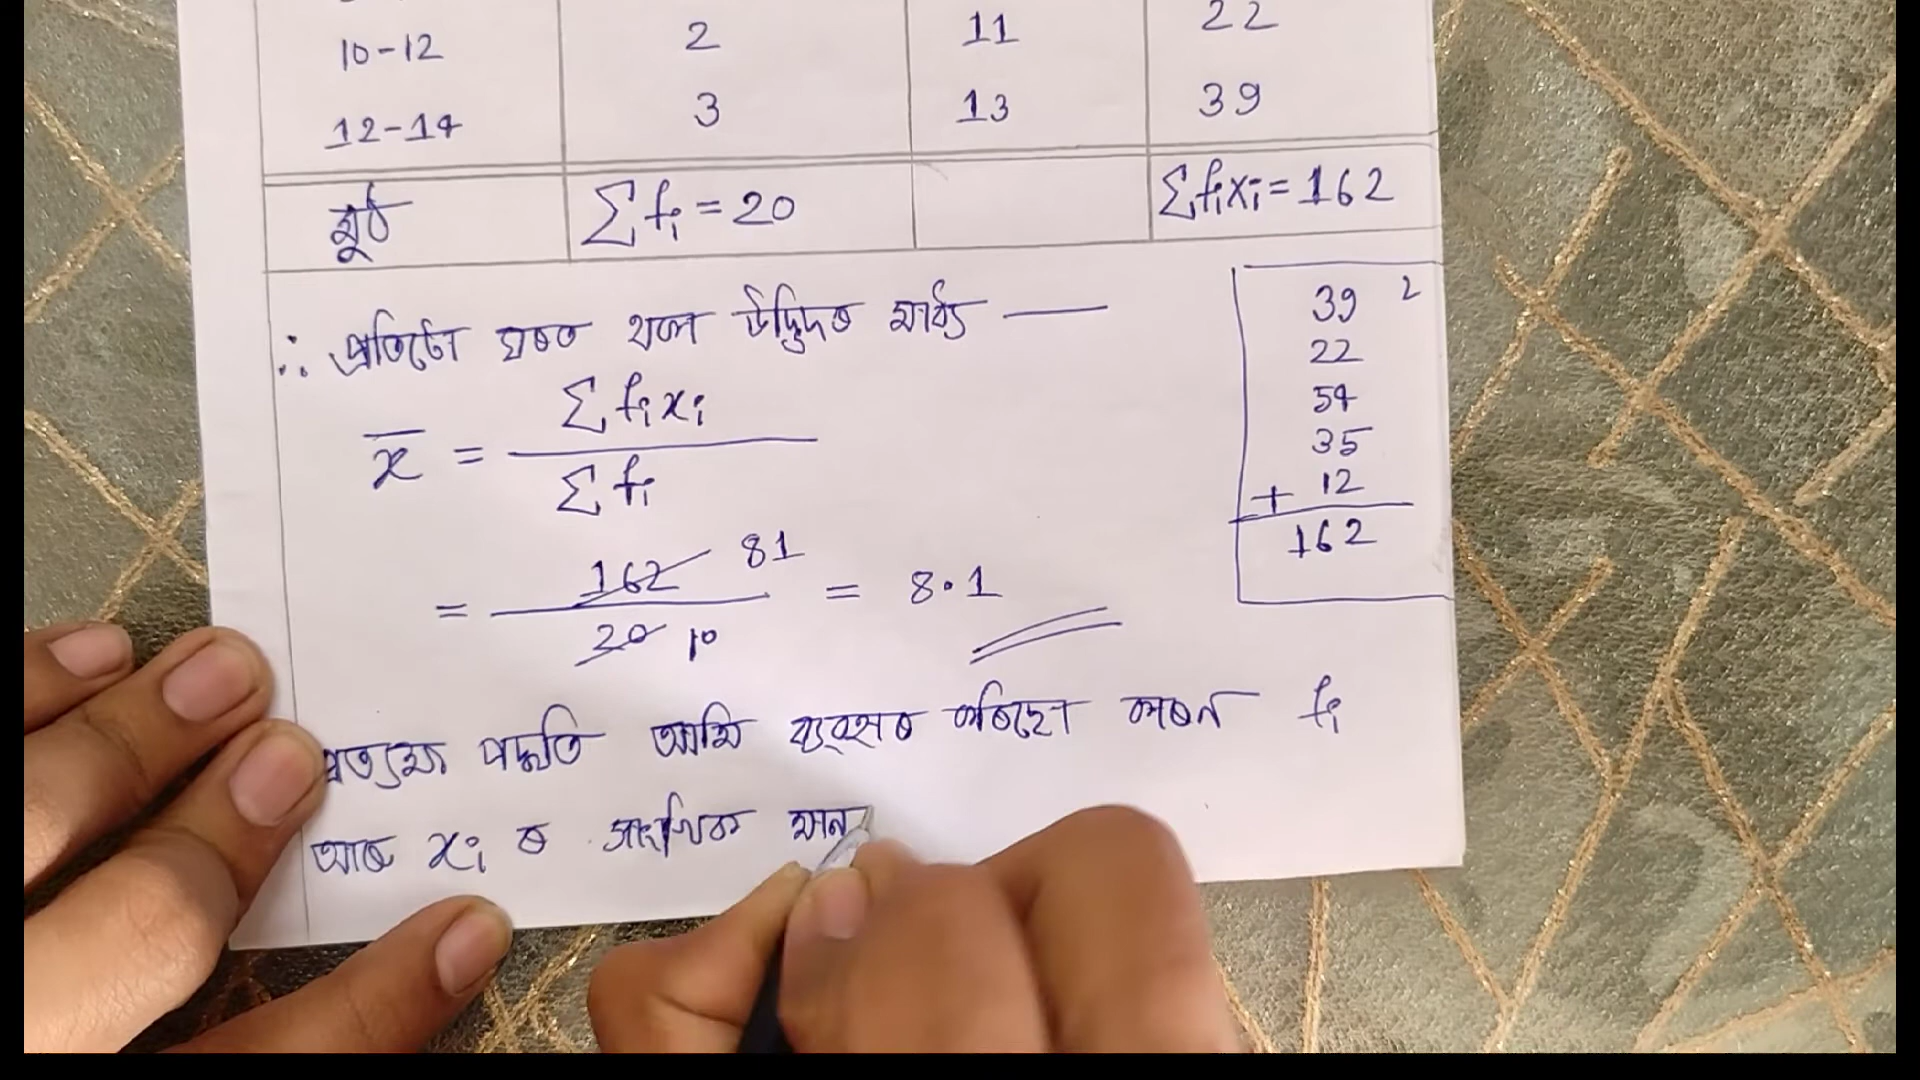 10-12 2 11 22
12-14 3 13 39
মুঠ ∑fi = 20 ∑fixi = 162
∴ প্ৰতিটো ঘৰত থকা উদ্ভিদৰ মাধ্য —
x̄ = ∑fixi / ∑fi
= 162 81 / 20 10 = 8.1
39 2
22
54
35
+ 12
162
প্ৰত্যক্ষ পদ্ধতি আমি ব্যৱহাৰ কৰিছো কাৰণ fi
আৰু xi ৰ সাংখ্যিক মান